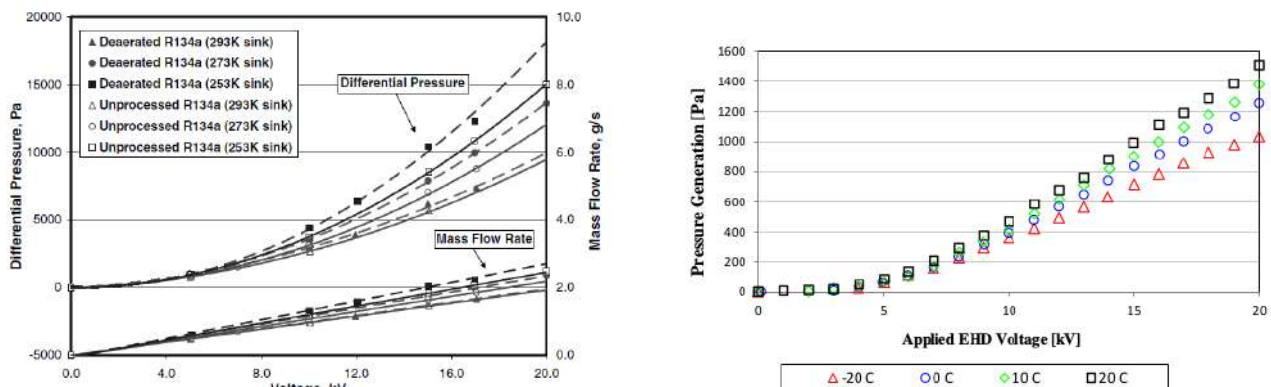 20000
15000
10000
5000
0
-5000
Differential Pressure, Pa
Deaerated R134a (293K sink)
Deaerated R134a (273K sink)
Deaerated R134a (253K sink)
Unprocessed R134a (293K sink)
Unprocessed R134a (273K sink)
Unprocessed R134a (253K sink)
Differential Pressure
Mass Flow Rate
10.0
8.0
6.0
4.0
2.0
0.0
Mass Flow Rate, g/s
0.0 4.0 8.0 12.0 16.0 20.0
Voltage, kV
1600
1400
1200
1000
800
600
400
200
0
Pressure Generation [Pa]
0 5 10 15 20
Applied EHD Voltage [kV]
-20 C 0 C 10 C 20 C